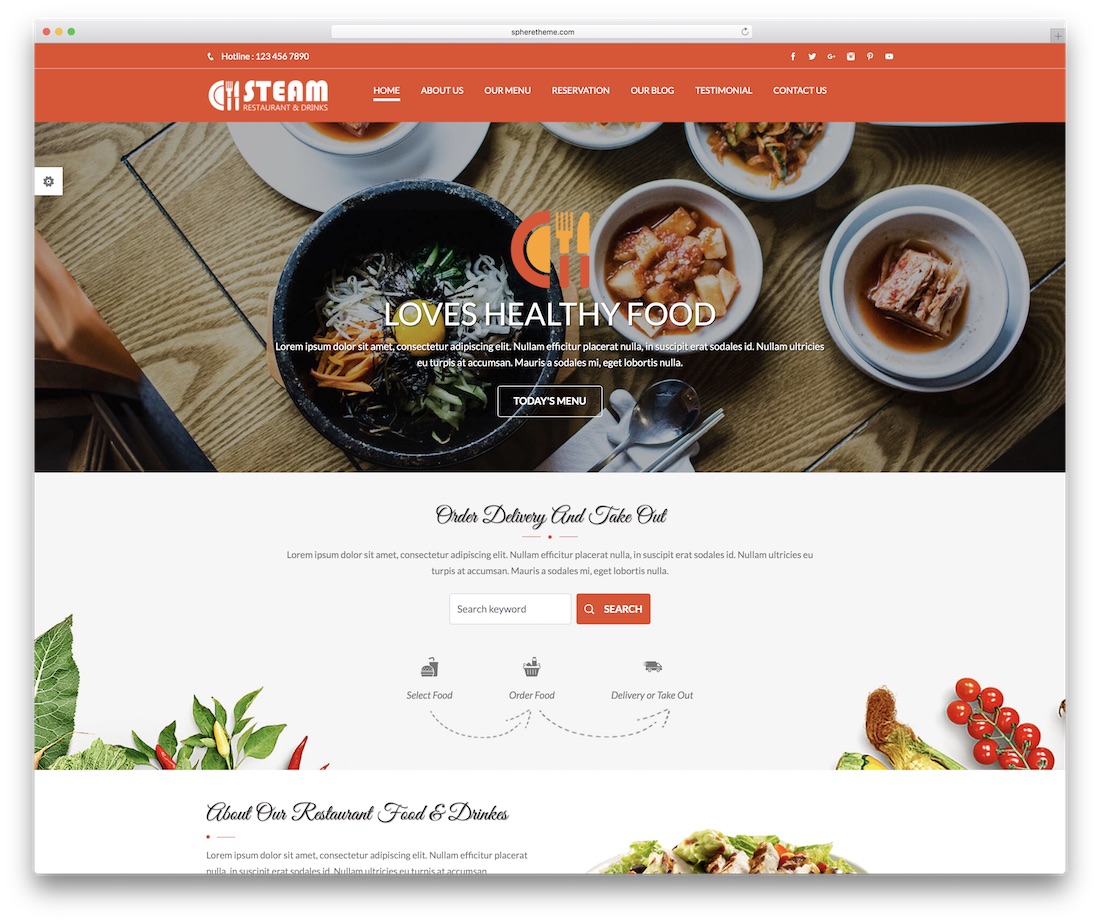 spheretheme.com
Hotline : 123 456 7890
STEAM
RESTAURANT & DRINKS
HOME ABOUT US OUR MENU RESERVATION OUR BLOG TESTIMONIAL CONTACT US
LOVES HEALTHY FOOD
Lorem ipsum dolor sit amet, consectetur adipiscing elit. Nullam efficitur placerat nulla, in suscipit erat sodales id. Nullam ultricies
eu turpis at accumsan. Mauris a sodales mi, eget lobortis nulla.
TODAY'S MENU
Order Delivery And Take Out
Lorem ipsum dolor sit amet, consectetur adipiscing elit. Nullam efficitur placerat nulla, in suscipit erat sodales id. Nullam ultricies eu
turpis at accumsan. Mauris a sodales mi, eget lobortis nulla.
Search keyword SEARCH
Select Food Order Food Delivery or Take Out
About Our Restaurant Food & Drinkes
Lorem ipsum dolor sit amet, consectetur adipiscing elit. Nullam efficitur placerat
nulla, in suscipit erat sodales id. Nullam ultricies eu turpis at accumsan.